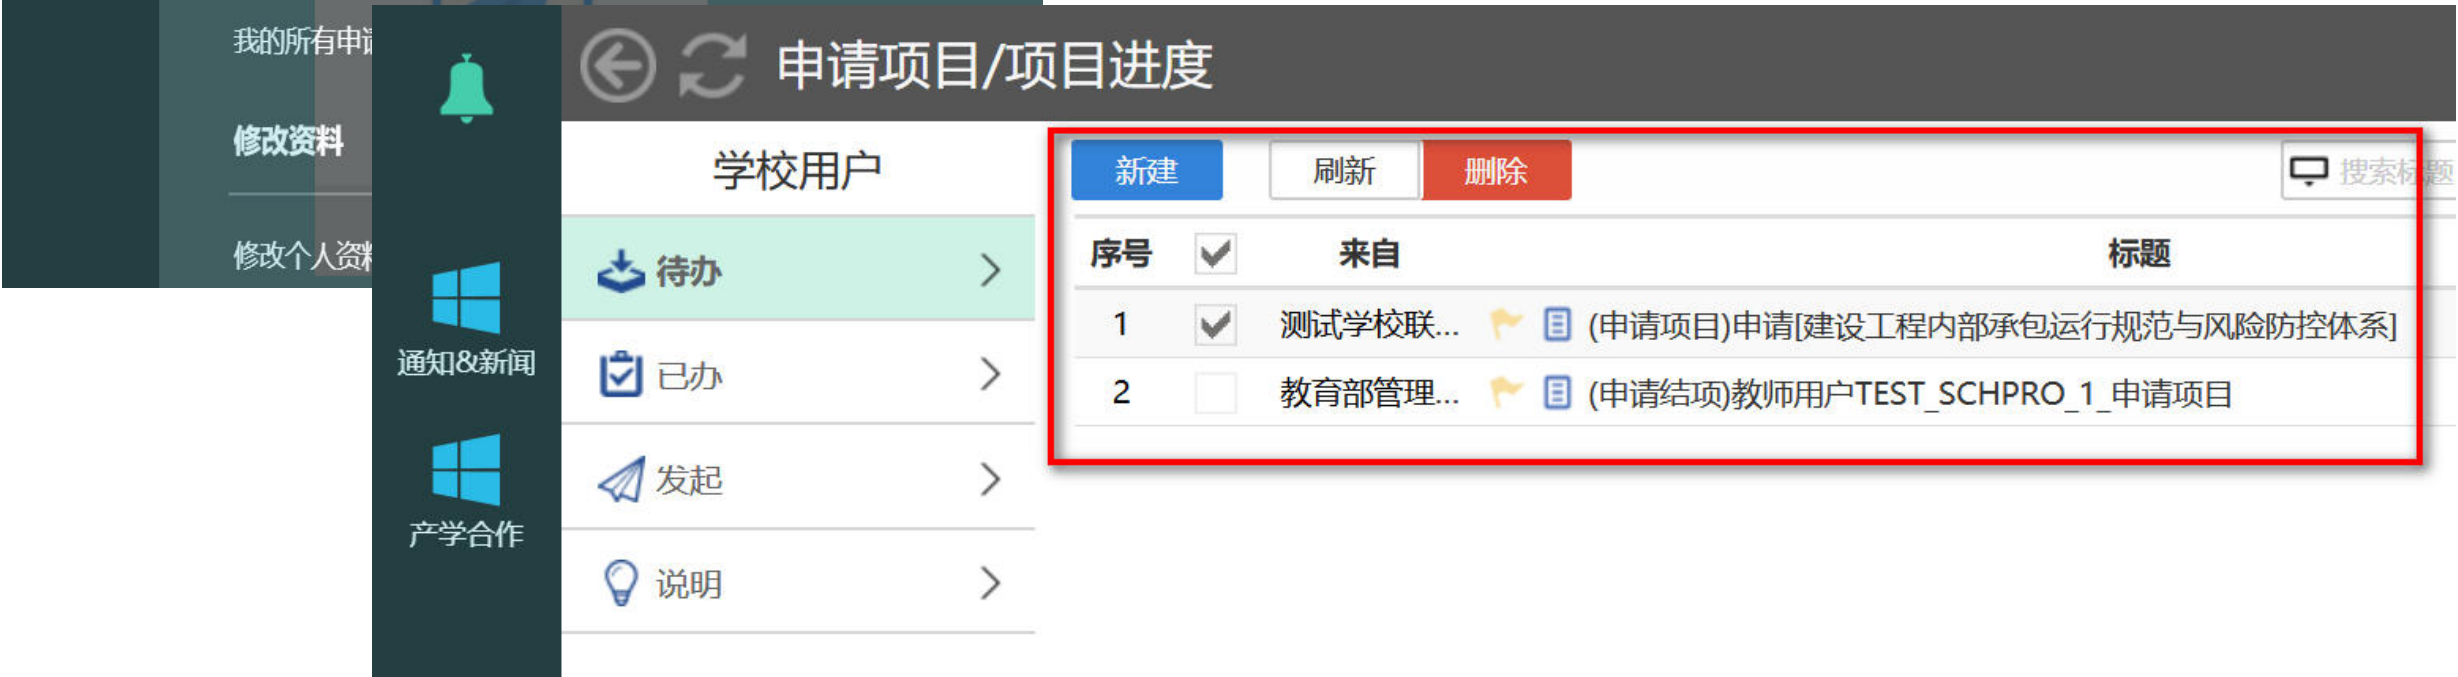 我的所有申请
修改资料
修改个人资料
通知&新闻
产学合作
申请项目/项目进度
学校用户
待办
已办
发起
说明
新建 刷新 删除 搜索标题
序号 来自 标题
1 测试学校联... (申请项目)申请[建设工程内部承包运行规范与风险防控体系]
2 教育部管理... (申请结项)教师用户TEST_SCHPRO_1_申请项目